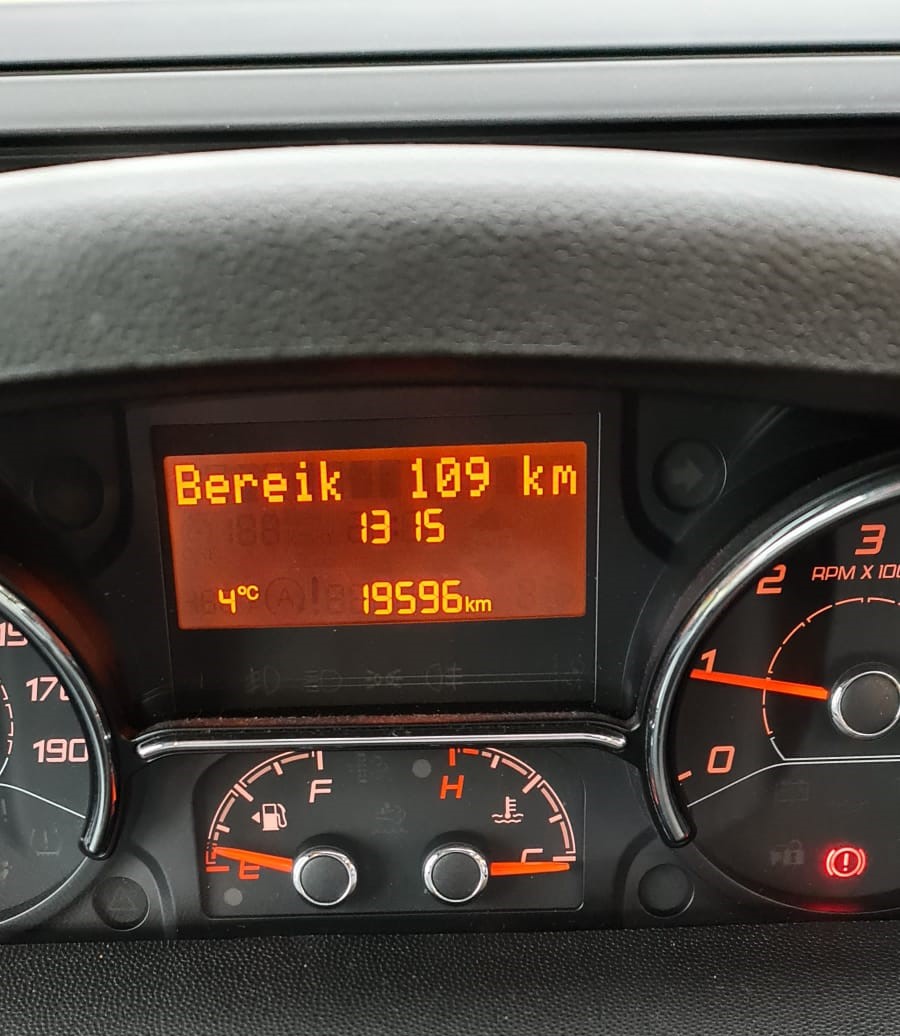 Bereik 109 km
13 15
4°C 19596km
3
2 RPM X 100
1
0
170
190
F H
E C